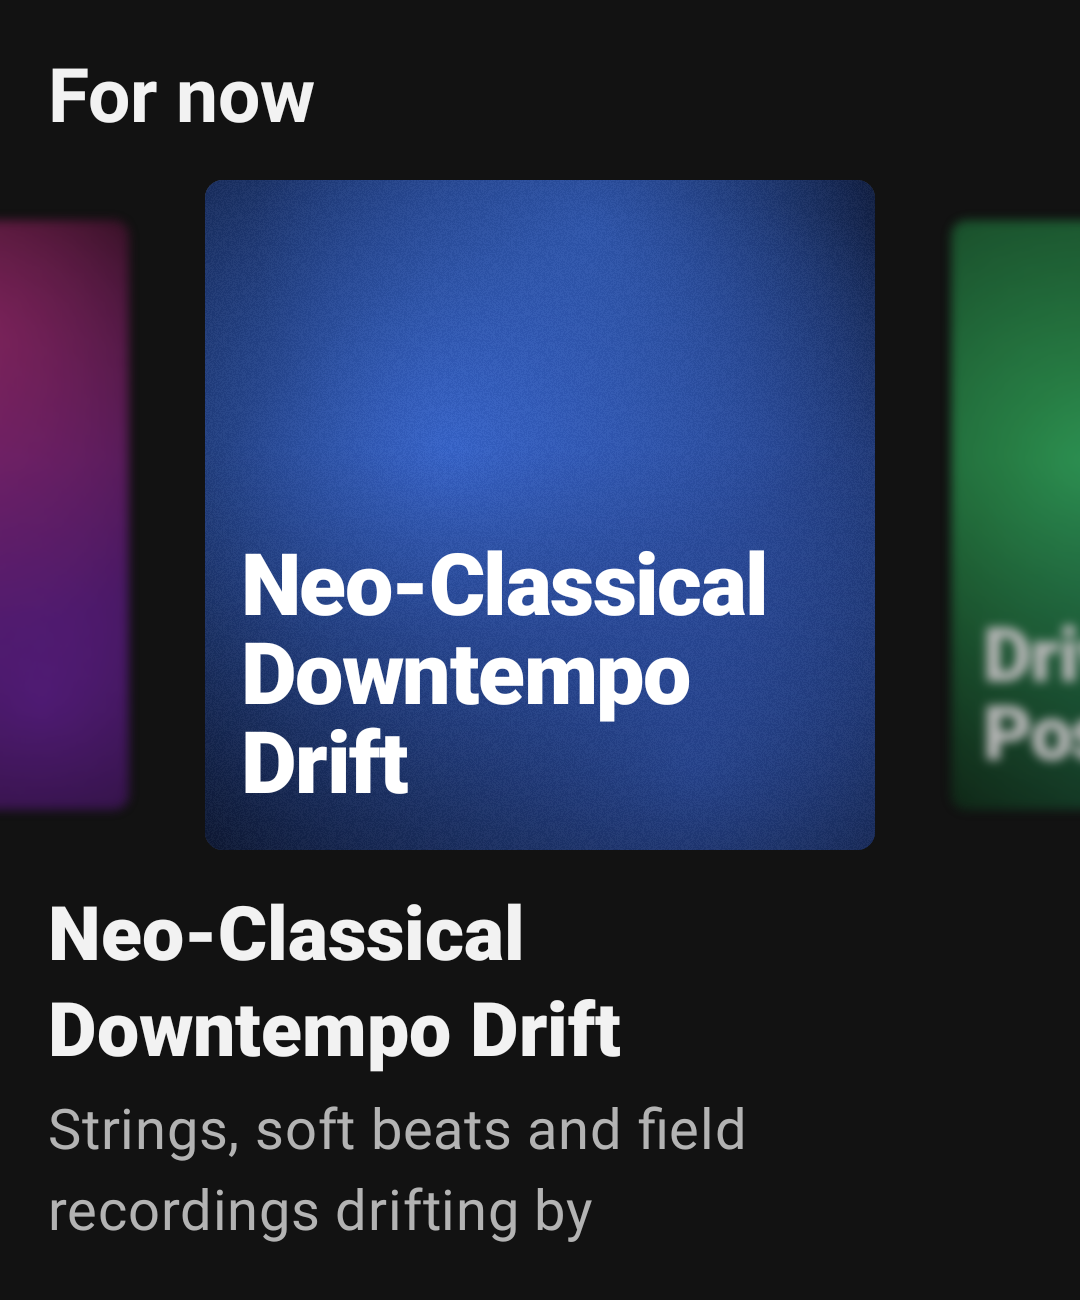 For now
Neo-Classical
Downtempo
Drift
Neo-Classical
Downtempo Drift
Strings, soft beats and field
recordings drifting by